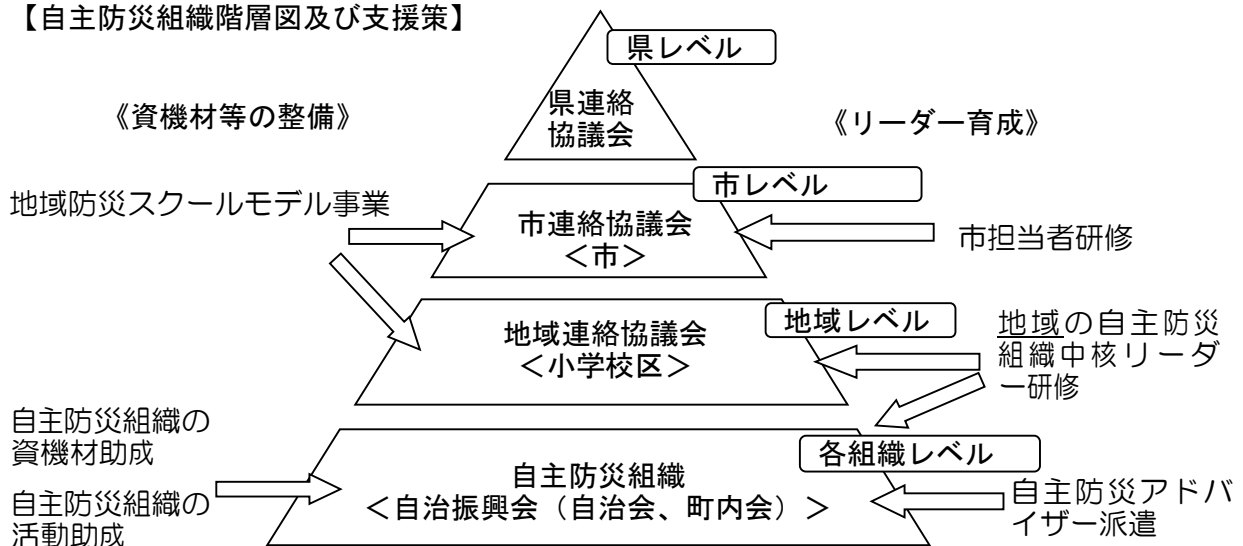 【自主防災組織階層図及び支援策】
県レベル
県連絡
協議会
《資機材等の整備》
《リーダー育成》
市レベル
地域防災スクールモデル事業
市連絡協議会
＜市＞
市担当者研修
地域レベル
地域連絡協議会
＜小学校区＞
地域の自主防災
組織中核リーダ
ー研修
自主防災組織の
資機材助成
各組織レベル
自主防災組織
＜自治振興会（自治会、町内会）＞
自主防災組織の
活動助成
自主防災アドバ
イザー派遣